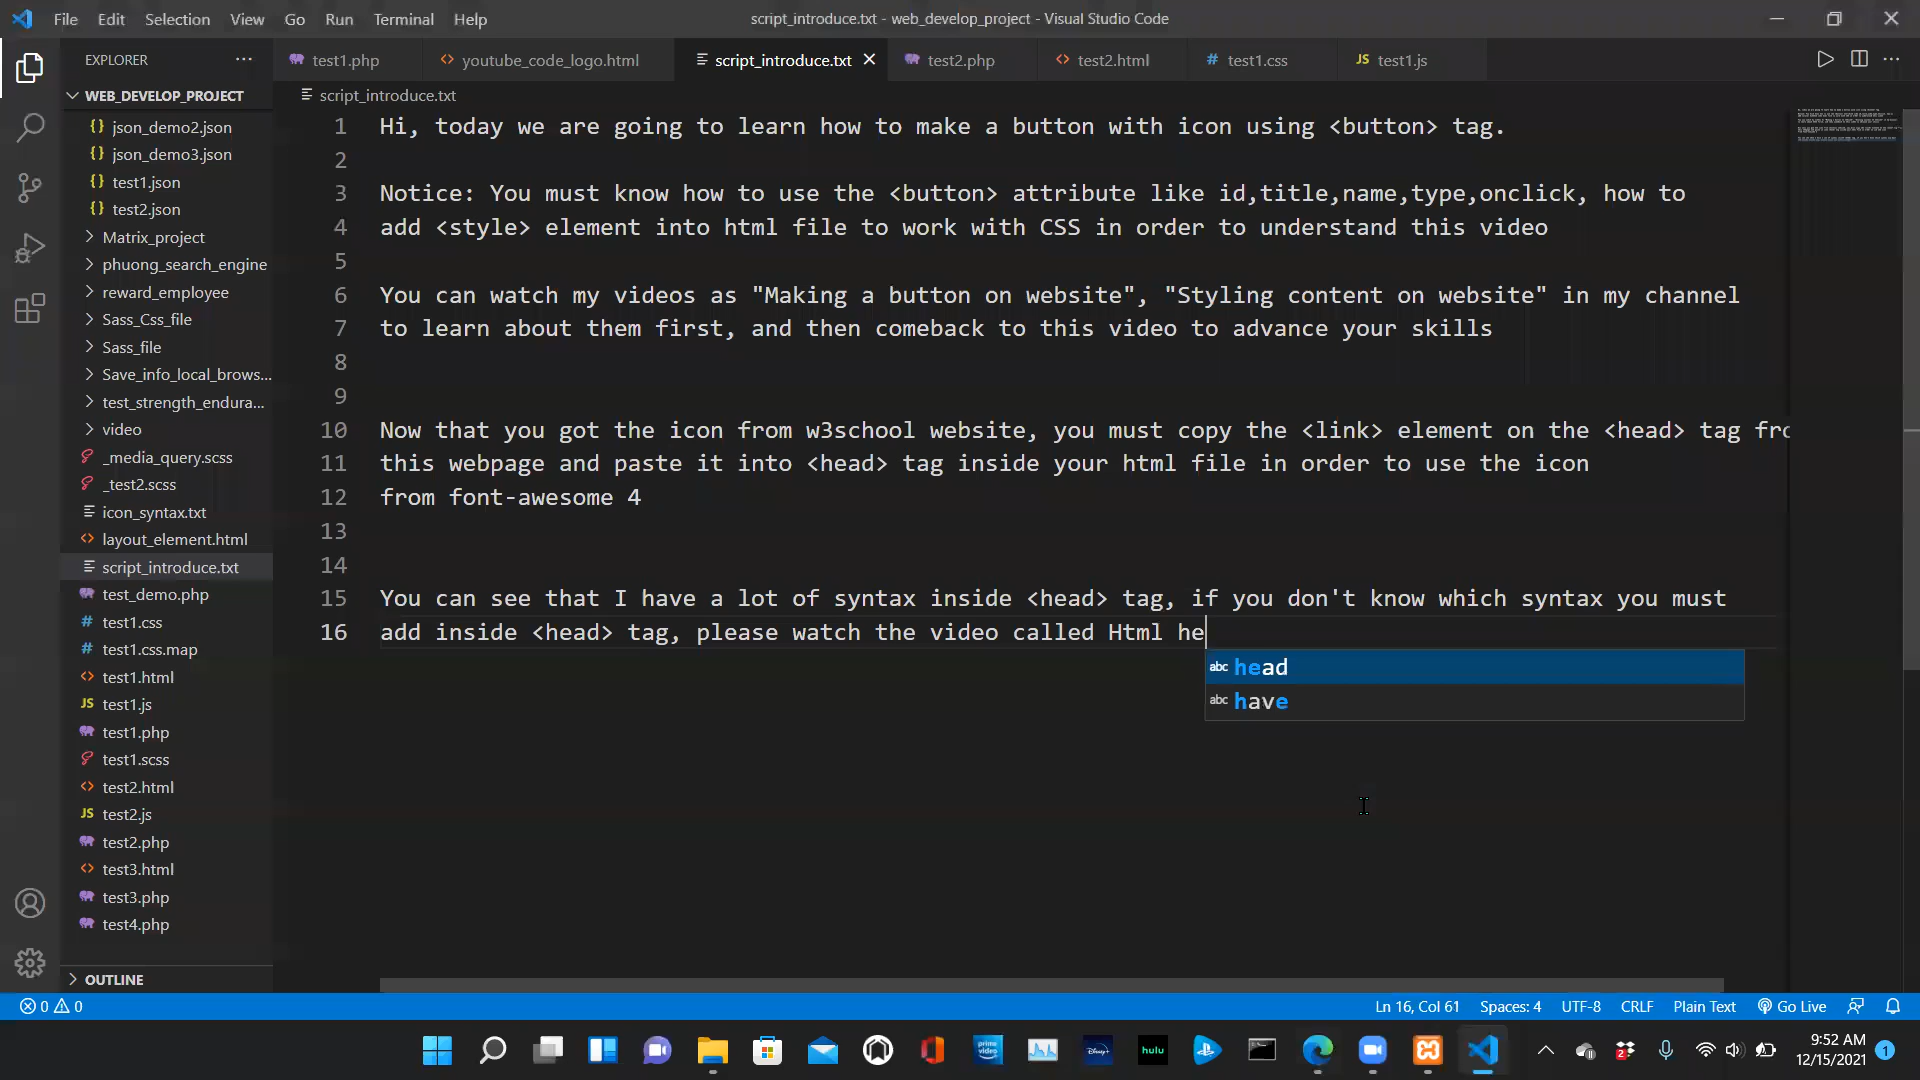 File Edit Selection View Go Run Terminal Help
script_introduce.txt - web_develop_project - Visual Studio Code
EXPLORER
test1.php
youtube_code_logo.html
script_introduce.txt
test2.php
test2.html
# test1.css
JS test1.js
WEB_DEVELOP_PROJECT
script_introduce.txt
{} json_demo2.json
{} json_demo3.json
{} test1.json
{} test2.json
Matrix_project
phuong_search_engine
reward_employee
Sass_Css_file
Sass_file
Save_info_local_brows...
test_strength_endura...
video
_media_query.scss
_test2.scss
icon_syntax.txt
layout_element.html
script_introduce.txt
test_demo.php
# test1.css
test1.css.map
test1.html
JS test1.js
test1.php
test1.scss
test2.html
JS test2.js
test2.php
test3.html
test3.php
test4.php
OUTLINE
1 Hi, today we are going to learn how to make a button with icon using <button> tag.
2
3 Notice: You must know how to use the <button> attribute like id,title,name,type,onclick, how to
4 add <style> element into html file to work with CSS in order to understand this video
5
6 You can watch my videos as "Making a button on website", "Styling content on website" in my channel
7 to learn about them first, and then comeback to this video to advance your skills
8
9
10 Now that you got the icon from w3school website, you must copy the <link> element on the <head> tag fro
11 this webpage and paste it into <head> tag inside your html file in order to use the icon
12 from font-awesome 4
13
14
15 You can see that I have a lot of syntax inside <head> tag, if you don't know which syntax you must
16 add inside <head> tag, please watch the video called Html he
abc head
abc have
0 0
Ln 16, Col 61 Spaces: 4 UTF-8 CRLF Plain Text Go Live
prime video
Disney+
hulu
2
9:52 AM
12/15/2021
1